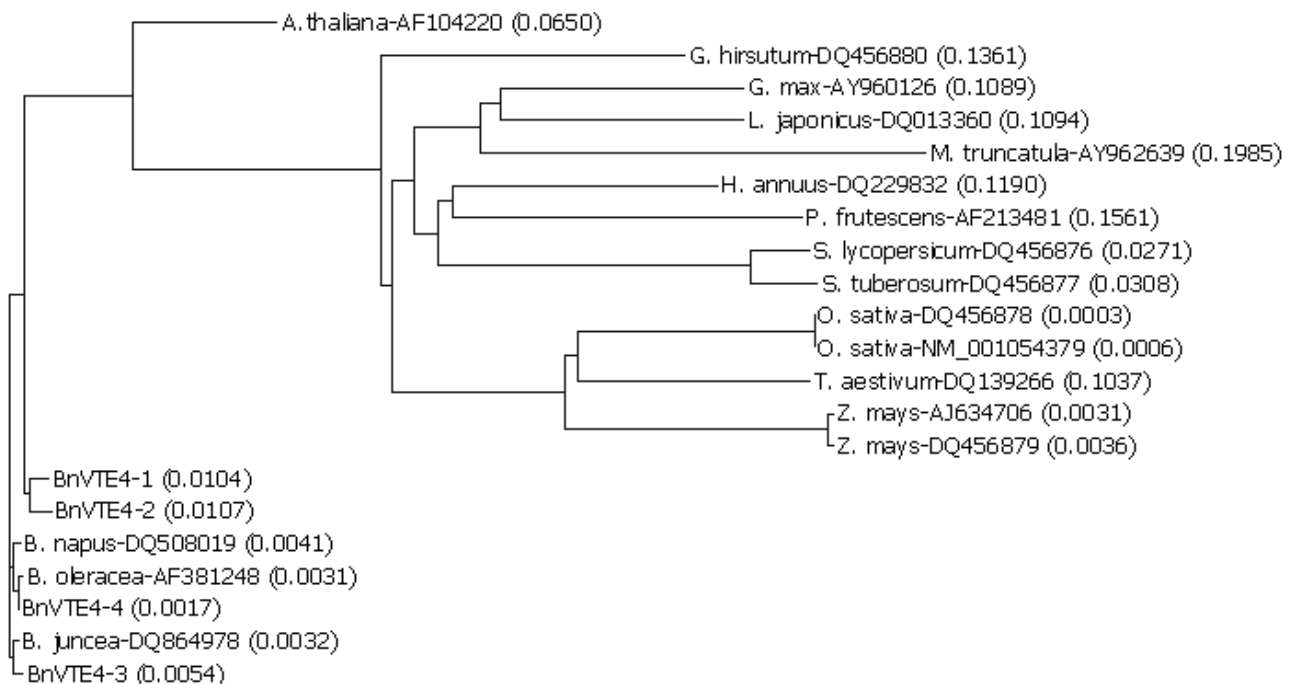 A.thaliana-AF104220 (0.0650)
G. hirsutum-DQ456880 (0.1361)
G. max-AY960126 (0.1089)
L. japonicus-DQ013360 (0.1094)
M. truncatula-AY962639 (0.1985)
H. annuus-DQ229832 (0.1190)
P. frutescens-AF213481 (0.1561)
S. lycopersicum-DQ456876 (0.0271)
S. tuberosum-DQ456877 (0.0308)
O. sativa-DQ456878 (0.0003)
O. sativa-NM_001054379 (0.0006)
T. aestivum-DQ139266 (0.1037)
Z. mays-AJ634706 (0.0031)
Z. mays-DQ456879 (0.0036)
BnVTE4-1 (0.0104)
BnVTE4-2 (0.0107)
B. napus-DQ508019 (0.0041)
B. oleracea-AF381248 (0.0031)
BnVTE4-4 (0.0017)
B. juncea-DQ864978 (0.0032)
BnVTE4-3 (0.0054)